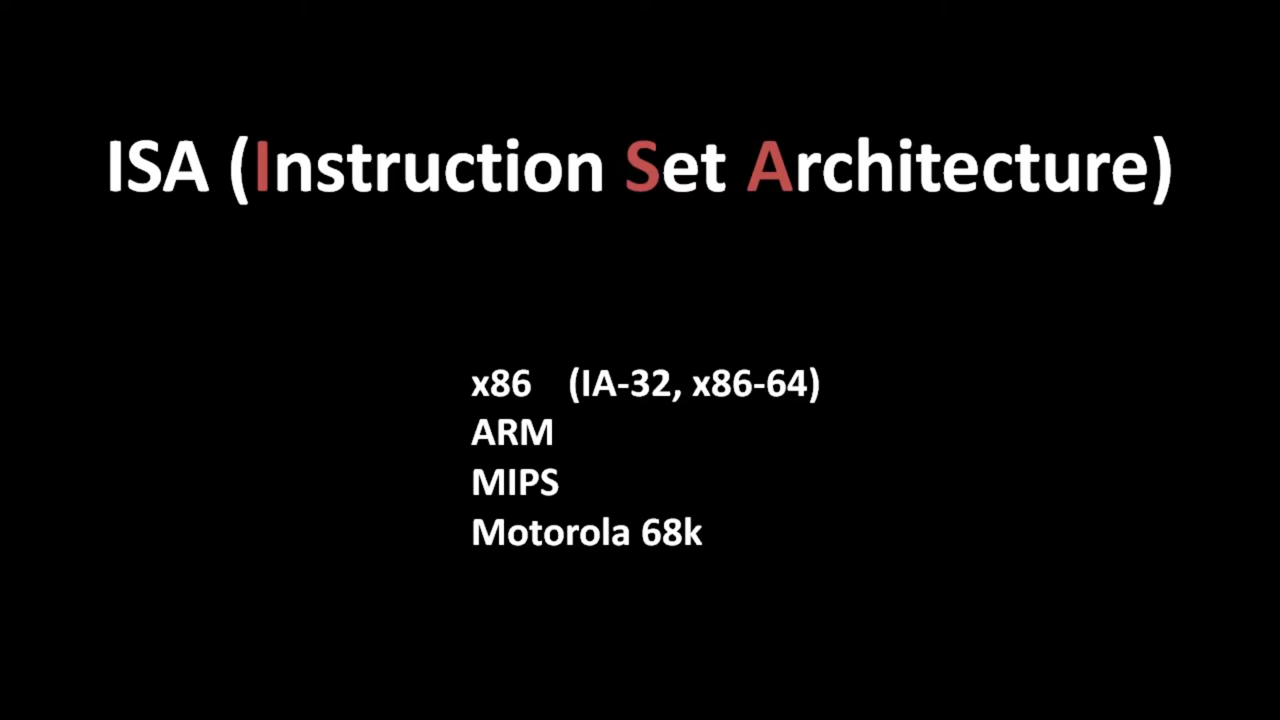 ISA (Instruction Set Architecture)
x86 (IA-32, x86-64)
ARM
MIPS
Motorola 68k